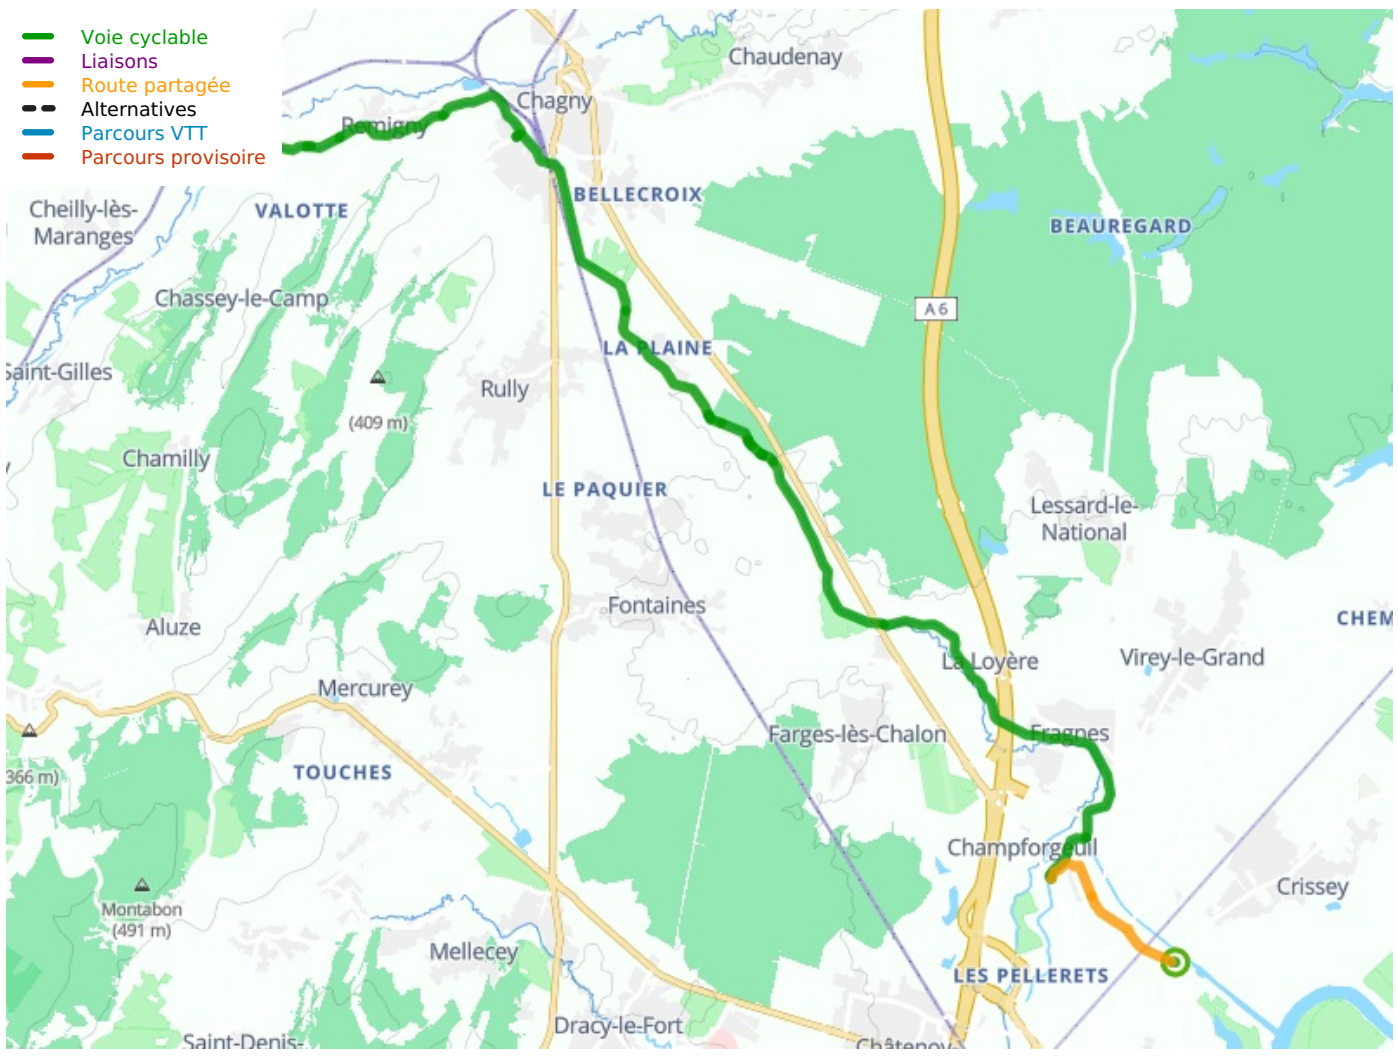 Voie cyclable
Liaisons
Route partagée
Alternatives
Parcours VTT
Parcours provisoire
Chaudenay
Chagny
Remigny
BELLECROIX
Cheilly-lès-
Maranges
VALOTTE
BEAUREGARD
Chassey-le-Camp
A 6
LA PLAINE
Saint-Gilles
Rully
(409 m)
Chamilly
LE PAQUIER
Lessard-le-
National
Fontaines
CHEM
Aluze
La Loyère
Virey-le-Grand
Mercurey
Farges-lès-Chalon
Fragnes
TOUCHES
366 m)
Champforgeuil
Crissey
Montabon
(491 m)
Mellecey
LES PELLERETS
Dracy-le-Fort
Saint-Denis-
Châtenoy-